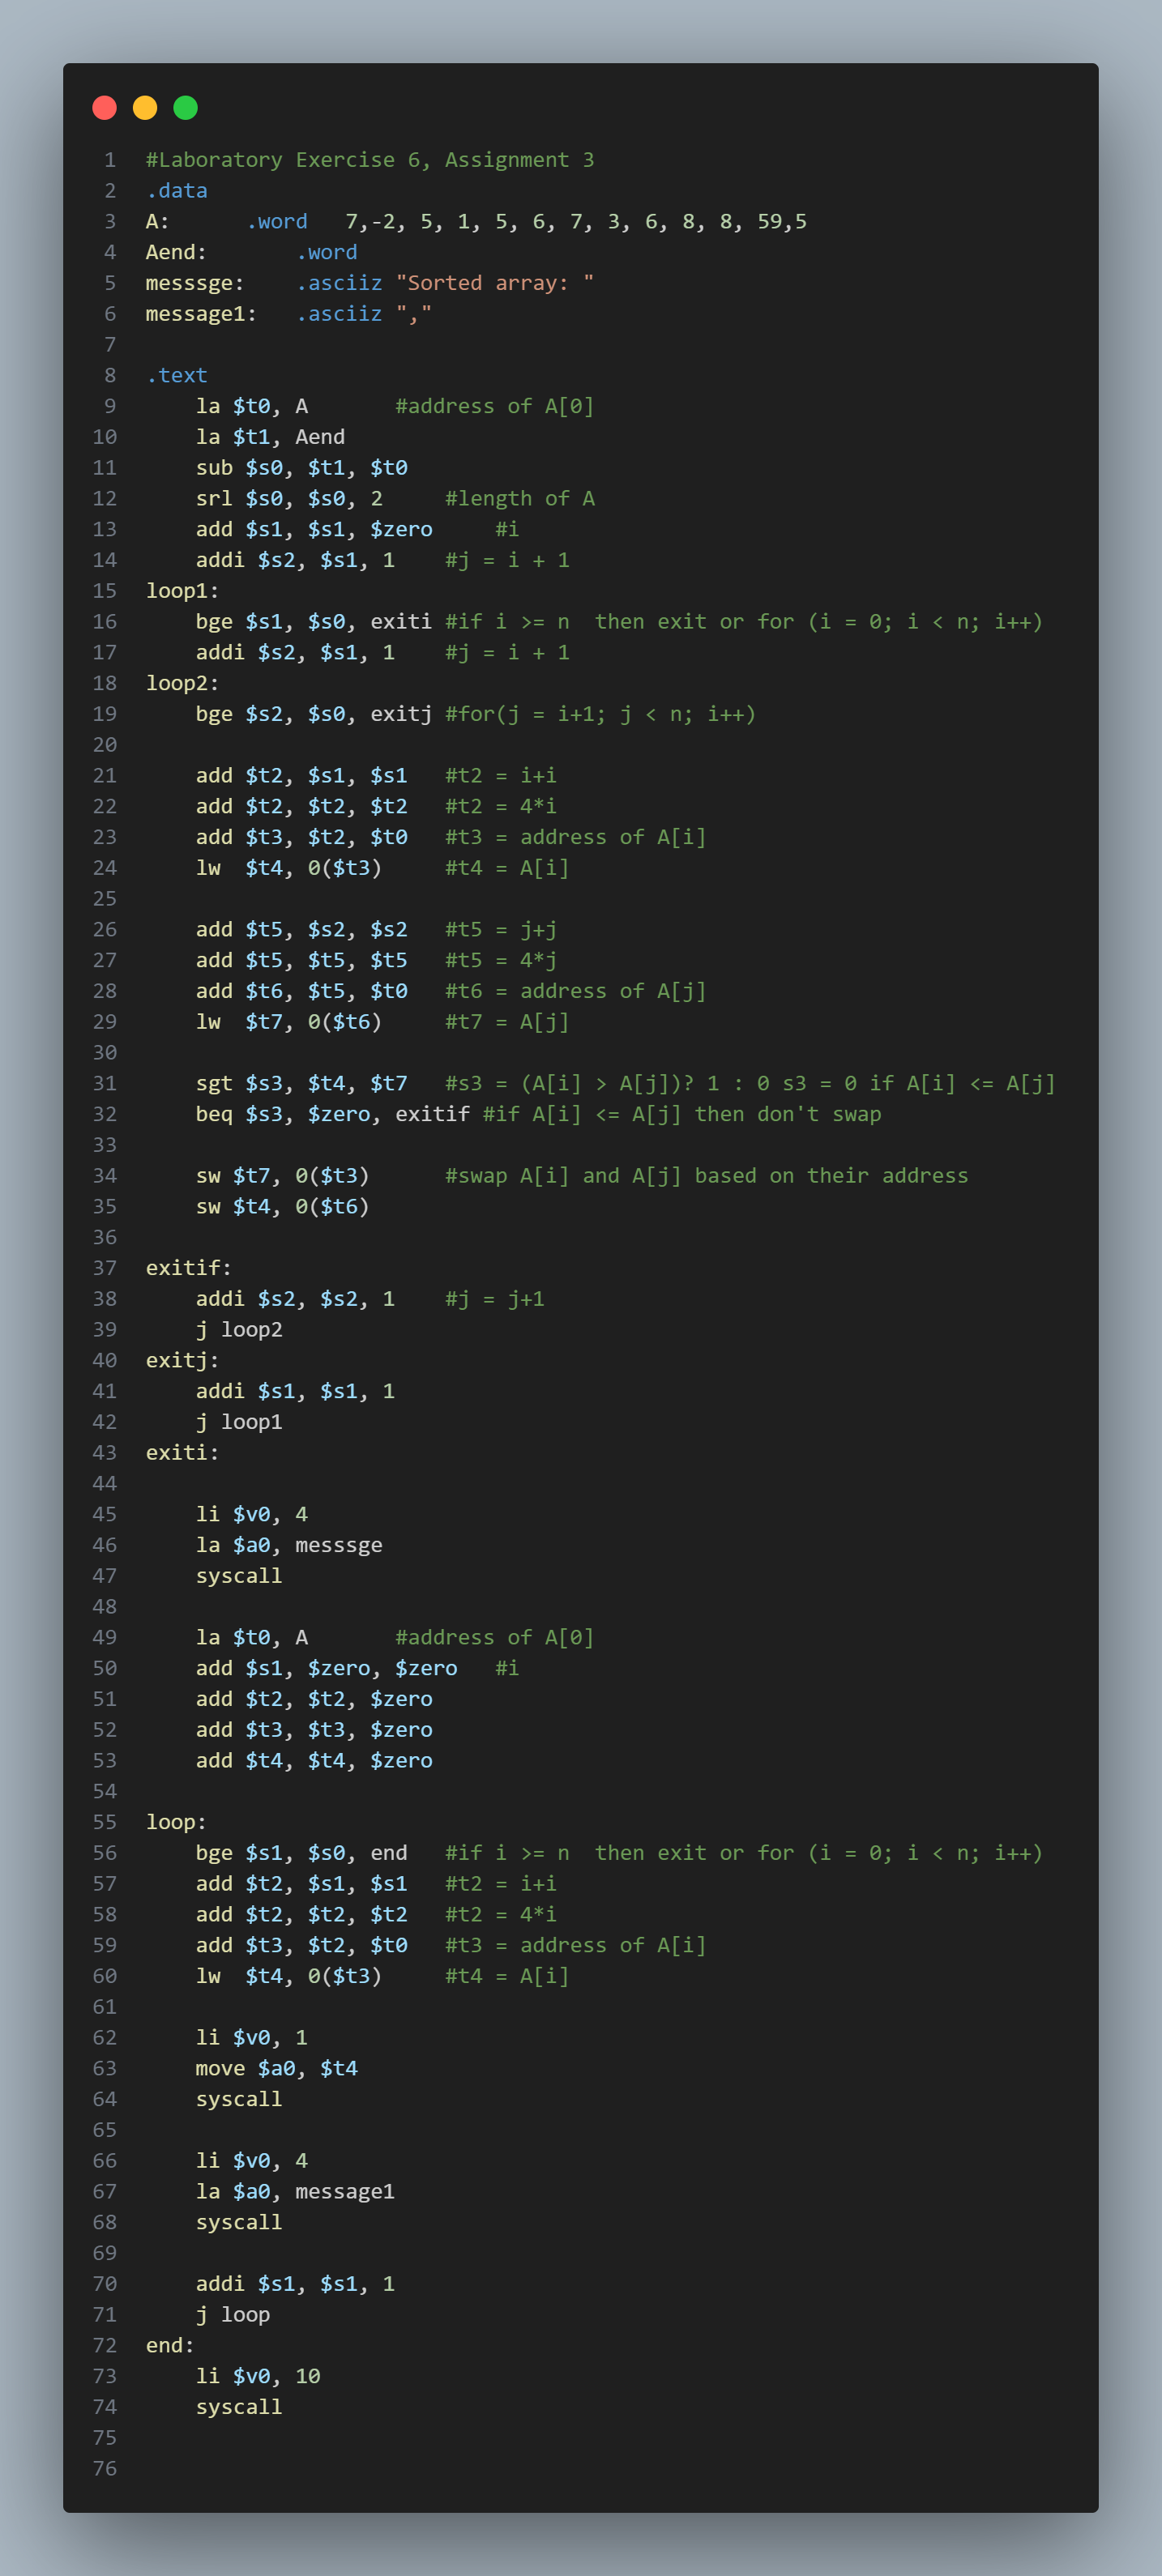 1 #Laboratory Exercise 6, Assignment 3
2 .data
3 A: .word 7,-2, 5, 1, 5, 6, 7, 3, 6, 8, 8, 59,5
4 Aend: .word
5 messsge: .asciiz "Sorted array: "
6 message1: .asciiz ","
7
8 .text
9 la $t0, A #address of A[0]
10 la $t1, Aend
11 sub $s0, $t1, $t0
12 srl $s0, $s0, 2 #length of A
13 add $s1, $s1, $zero #i
14 addi $s2, $s1, 1 #j = i + 1
15 loop1:
16 bge $s1, $s0, exiti #if i >= n  then exit or for (i = 0; i < n; i++)
17 addi $s2, $s1, 1 #j = i + 1
18 loop2:
19 bge $s2, $s0, exitj #for(j = i+1; j < n; i++)
20
21 add $t2, $s1, $s1 #t2 = i+i
22 add $t2, $t2, $t2 #t2 = 4*i
23 add $t3, $t2, $t0 #t3 = address of A[i]
24 lw  $t4, 0($t3) #t4 = A[i]
25
26 add $t5, $s2, $s2 #t5 = j+j
27 add $t5, $t5, $t5 #t5 = 4*j
28 add $t6, $t5, $t0 #t6 = address of A[j]
29 lw  $t7, 0($t6) #t7 = A[j]
30
31 sgt $s3, $t4, $t7 #s3 = (A[i] > A[j])? 1 : 0 s3 = 0 if A[i] <= A[j]
32 beq $s3, $zero, exitif #if A[i] <= A[j] then don't swap
33
34 sw $t7, 0($t3) #swap A[i] and A[j] based on their address
35 sw $t4, 0($t6)
36
37 exitif:
38 addi $s2, $s2, 1 #j = j+1
39 j loop2
40 exitj:
41 addi $s1, $s1, 1
42 j loop1
43 exiti:
44
45 li $v0, 4
46 la $a0, messsge
47 syscall
48
49 la $t0, A #address of A[0]
50 add $s1, $zero, $zero #i
51 add $t2, $t2, $zero
52 add $t3, $t3, $zero
53 add $t4, $t4, $zero
54
55 loop:
56 bge $s1, $s0, end #if i >= n  then exit or for (i = 0; i < n; i++)
57 add $t2, $s1, $s1 #t2 = i+i
58 add $t2, $t2, $t2 #t2 = 4*i
59 add $t3, $t2, $t0 #t3 = address of A[i]
60 lw  $t4, 0($t3) #t4 = A[i]
61
62 li $v0, 1
63 move $a0, $t4
64 syscall
65
66 li $v0, 4
67 la $a0, message1
68 syscall
69
70 addi $s1, $s1, 1
71 j loop
72 end:
73 li $v0, 10
74 syscall
75
76